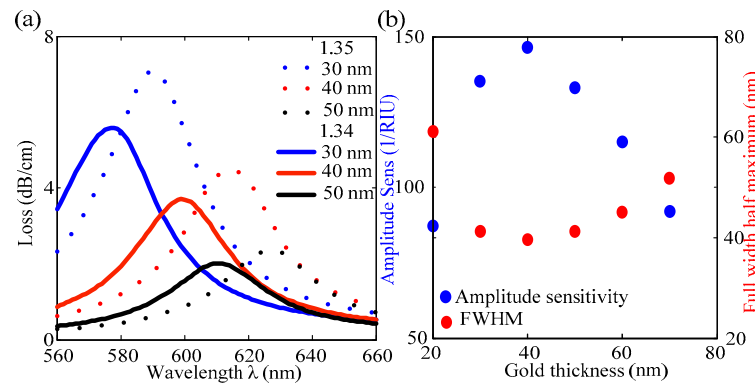 (a)
8
4
0
Loss (dB/cm)
1.35
30 nm
40 nm
50 nm
1.34
30 nm
40 nm
50 nm
560 580 600 620 640 660
Wavelength λ (nm)
(b)
150
100
50
Amplitude Sens (1/RIU)
80
60
40
20
Full width half maximum (nm)
Amplitude sensitivity
FWHM
20 40 60 80
Gold thickness (nm)